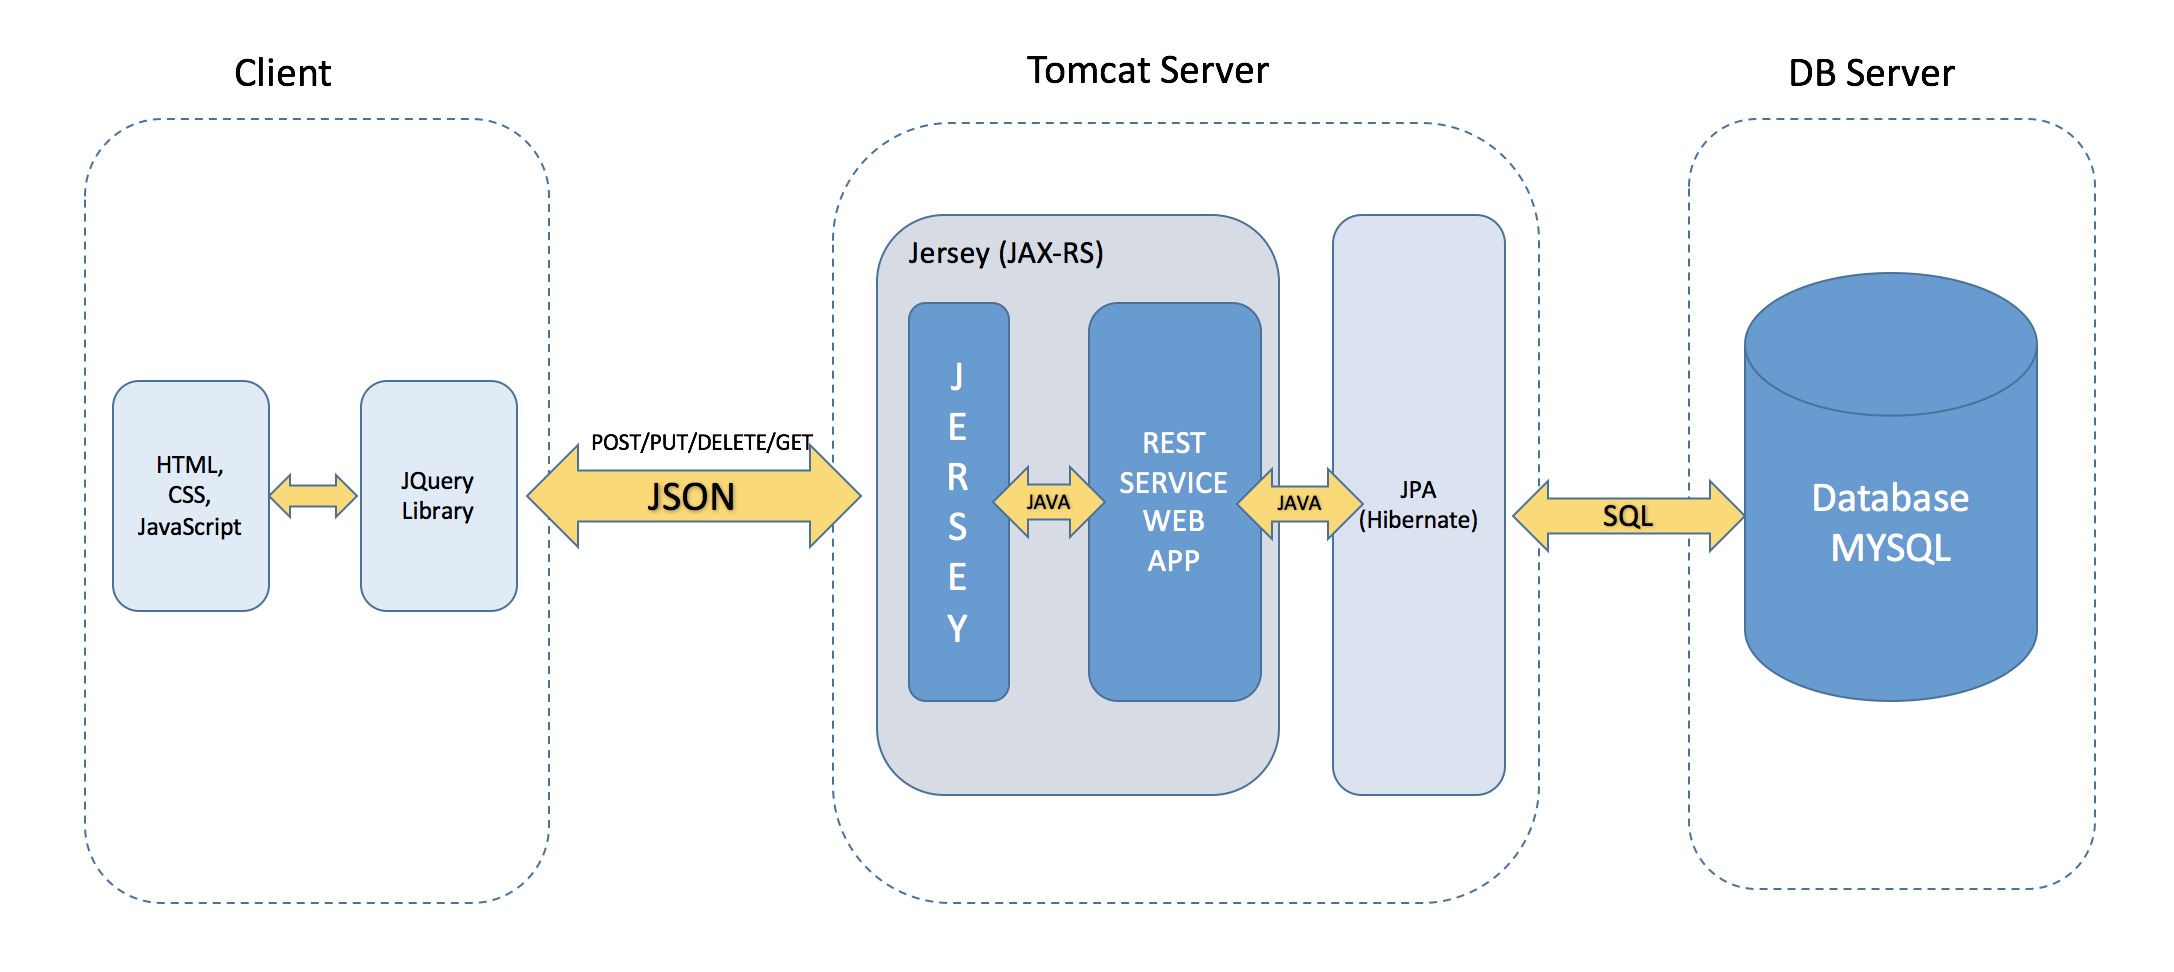 Client
Tomcat Server
DB Server
HTML,
CSS,
JavaScript
JQuery
Library
POST/PUT/DELETE/GET
JSON
Jersey (JAX-RS)
J
E
R
S
E
Y
JAVA
REST
SERVICE
WEB
APP
JAVA
JPA
(Hibernate)
SQL
Database
MYSQL